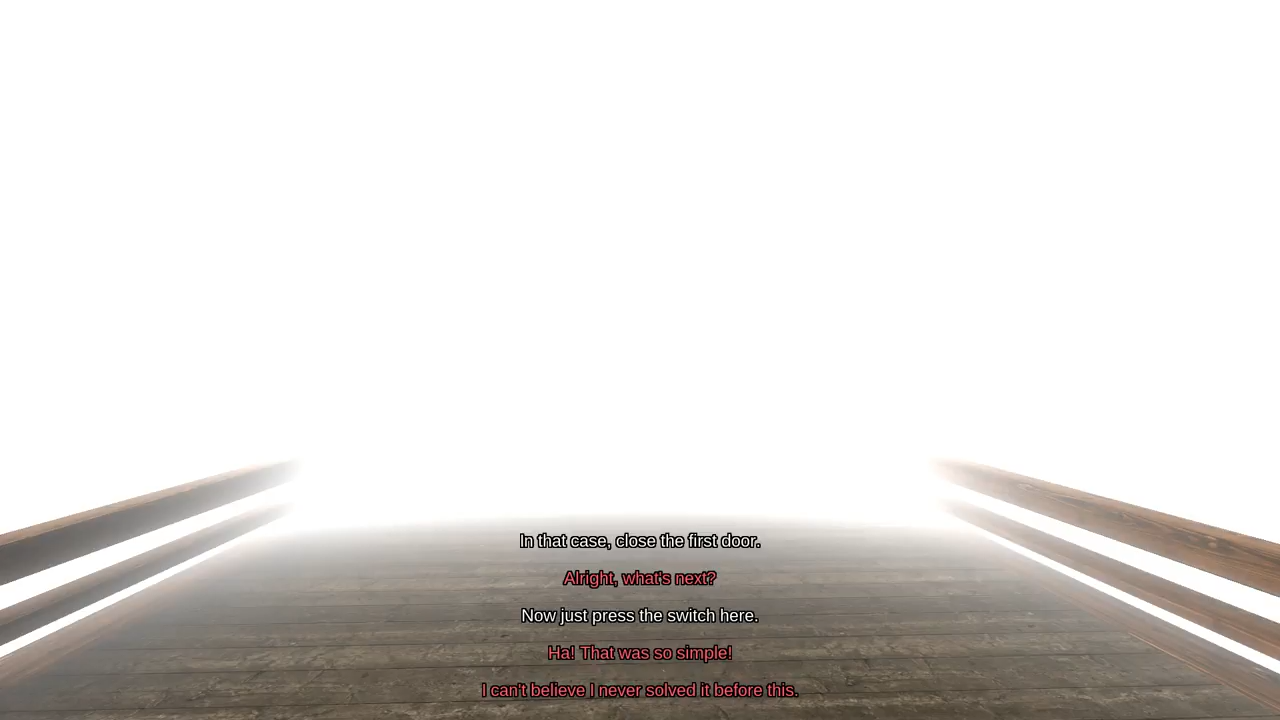 In that case, close the first door.
Alright, what's next?
Now just press the switch here.
Ha! That was so simple!
I can't believe I never solved it before this.